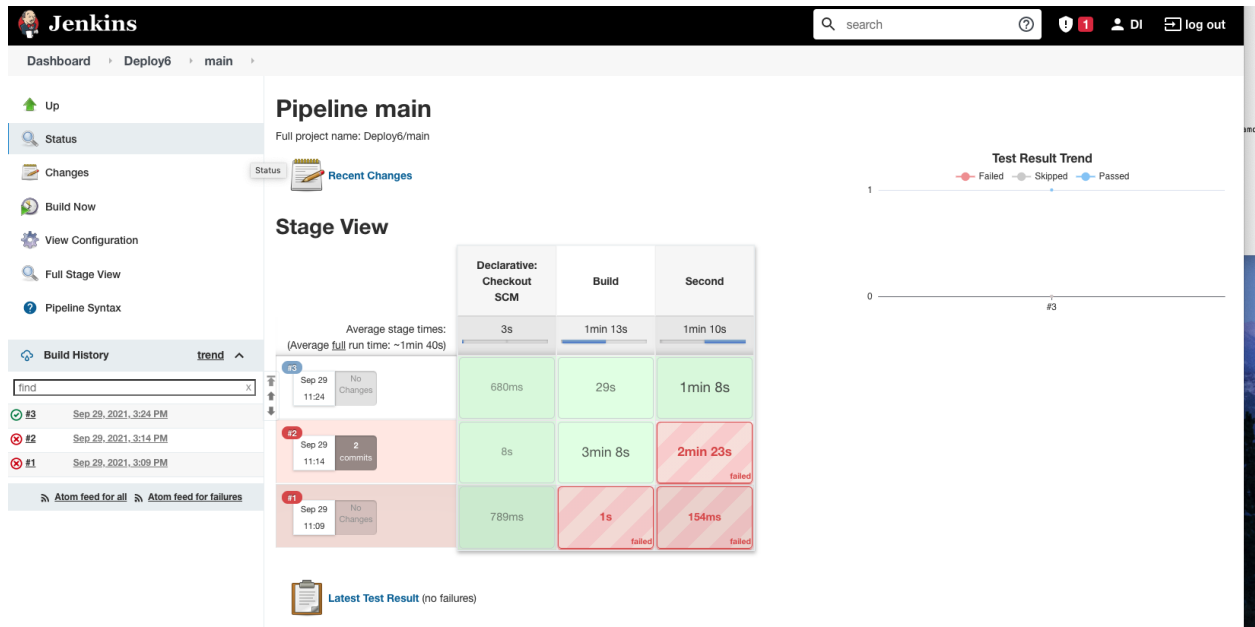 Jenkins
search
1
DI
log out
Dashboard
Deploy6
main
Up
Status
Changes
Build Now
View Configuration
Full Stage View
Pipeline Syntax
Build History
trend
find
x
#3
Sep 29, 2021, 3:24 PM
#2
Sep 29, 2021, 3:14 PM
#1
Sep 29, 2021, 3:09 PM
Atom feed for all
Atom feed for failures
Pipeline main
Full project name: Deploy6/main
Status
Recent Changes
Stage View
Declarative:
Checkout
SCM
Build
Second
Average stage times:
3s
1min 13s
1min 10s
(Average full run time: ~1min 40s)
#3
Sep 29
11:24
No
Changes
680ms
29s
1min 8s
#2
Sep 29
11:14
2
commits
8s
3min 8s
2min 23s
failed
#1
Sep 29
11:09
No
Changes
789ms
1s
failed
154ms
failed
Latest Test Result (no failures)
Test Result Trend
Failed
Skipped
Passed
1
0
#3